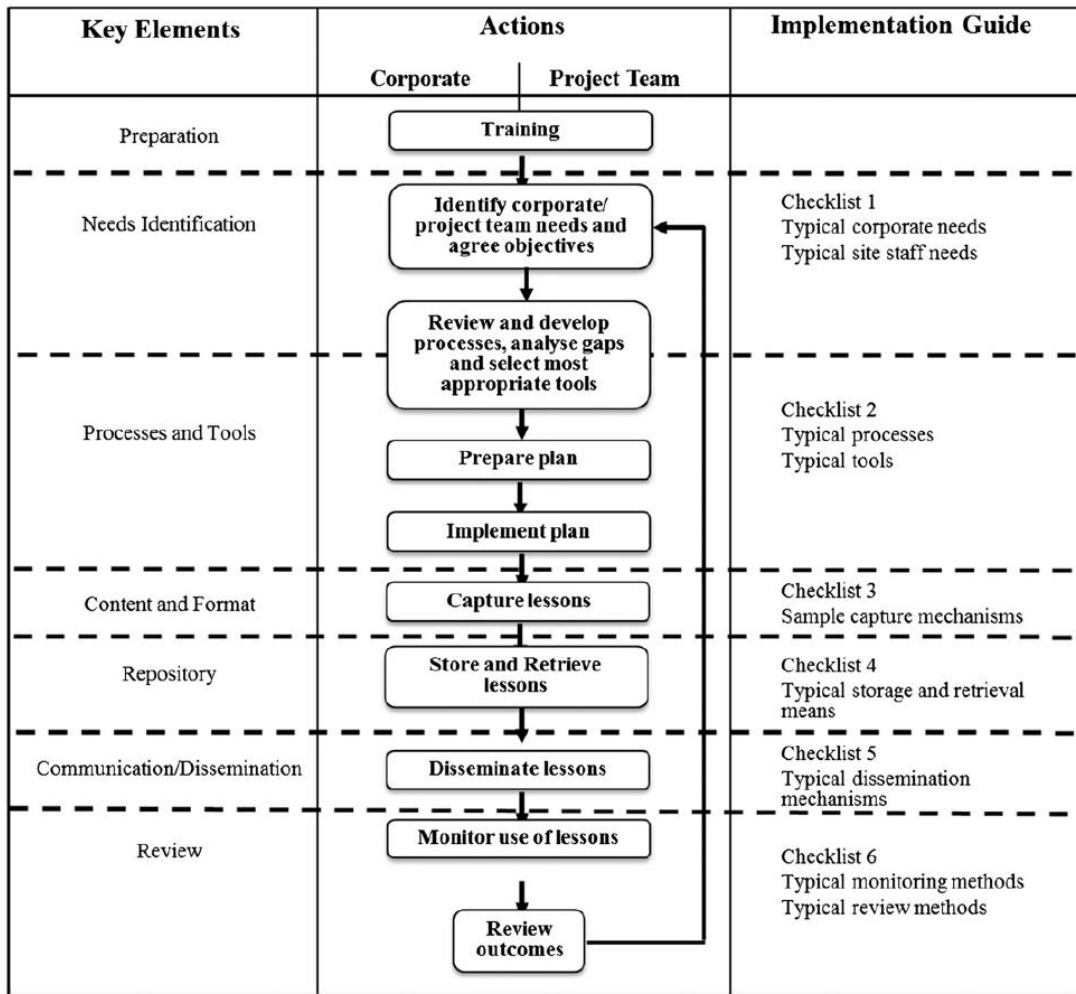 Key Elements
Actions
Implementation Guide
Corporate
Project Team
Preparation
Training
Needs Identification
Identify corporate/
project team needs and
agree objectives
Checklist 1
Typical corporate needs
Typical site staff needs
Review and develop
processes, analyse gaps
and select most
appropriate tools
Processes and Tools
Checklist 2
Typical processes
Typical tools
Prepare plan
Implement plan
Content and Format
Capture lessons
Checklist 3
Sample capture mechanisms
Repository
Store and Retrieve
lessons
Checklist 4
Typical storage and retrieval
means
Communication/Dissemination
Disseminate lessons
Checklist 5
Typical dissemination
mechanisms
Review
Monitor use of lessons
Checklist 6
Typical monitoring methods
Typical review methods
Review
outcomes